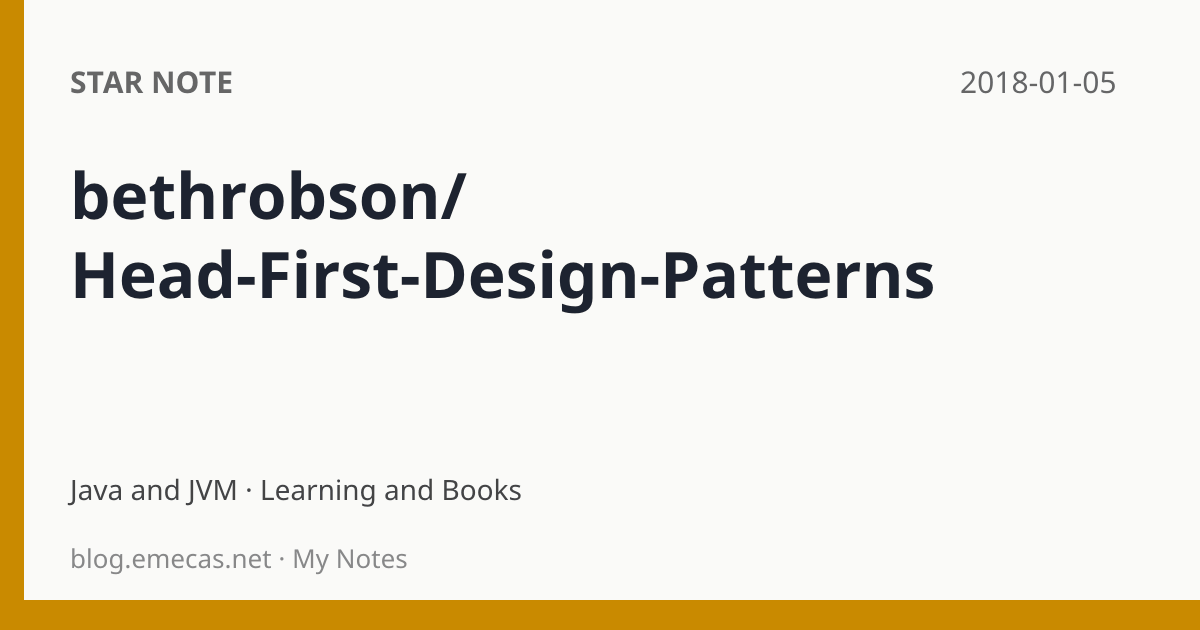 STAR NOTE
2018-01-05
bethrobson/
Head-First-Design-Patterns
Java and JVM · Learning and Books
blog.emecas.net · My Notes